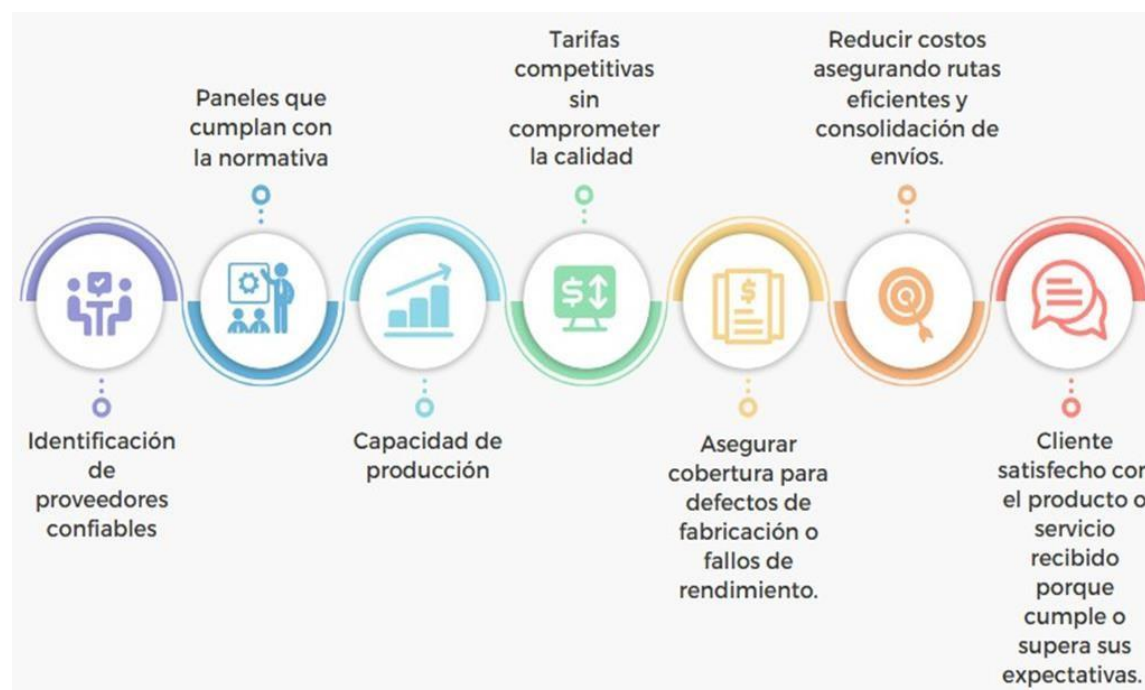 Identificación
de
proveedores
confiables
Paneles que
cumplan con
la normativa
Capacidad de
producción
Tarifas
competitivas
sin
comprometer
la calidad
Asegurar
cobertura para
defectos de
fabricación o
fallos de
rendimiento.
Reducir costos
asegurando rutas
eficientes y
consolidación de
envíos.
Cliente
satisfecho con
el producto o
servicio
recibido
porque
cumple o
supera sus
expectativas.